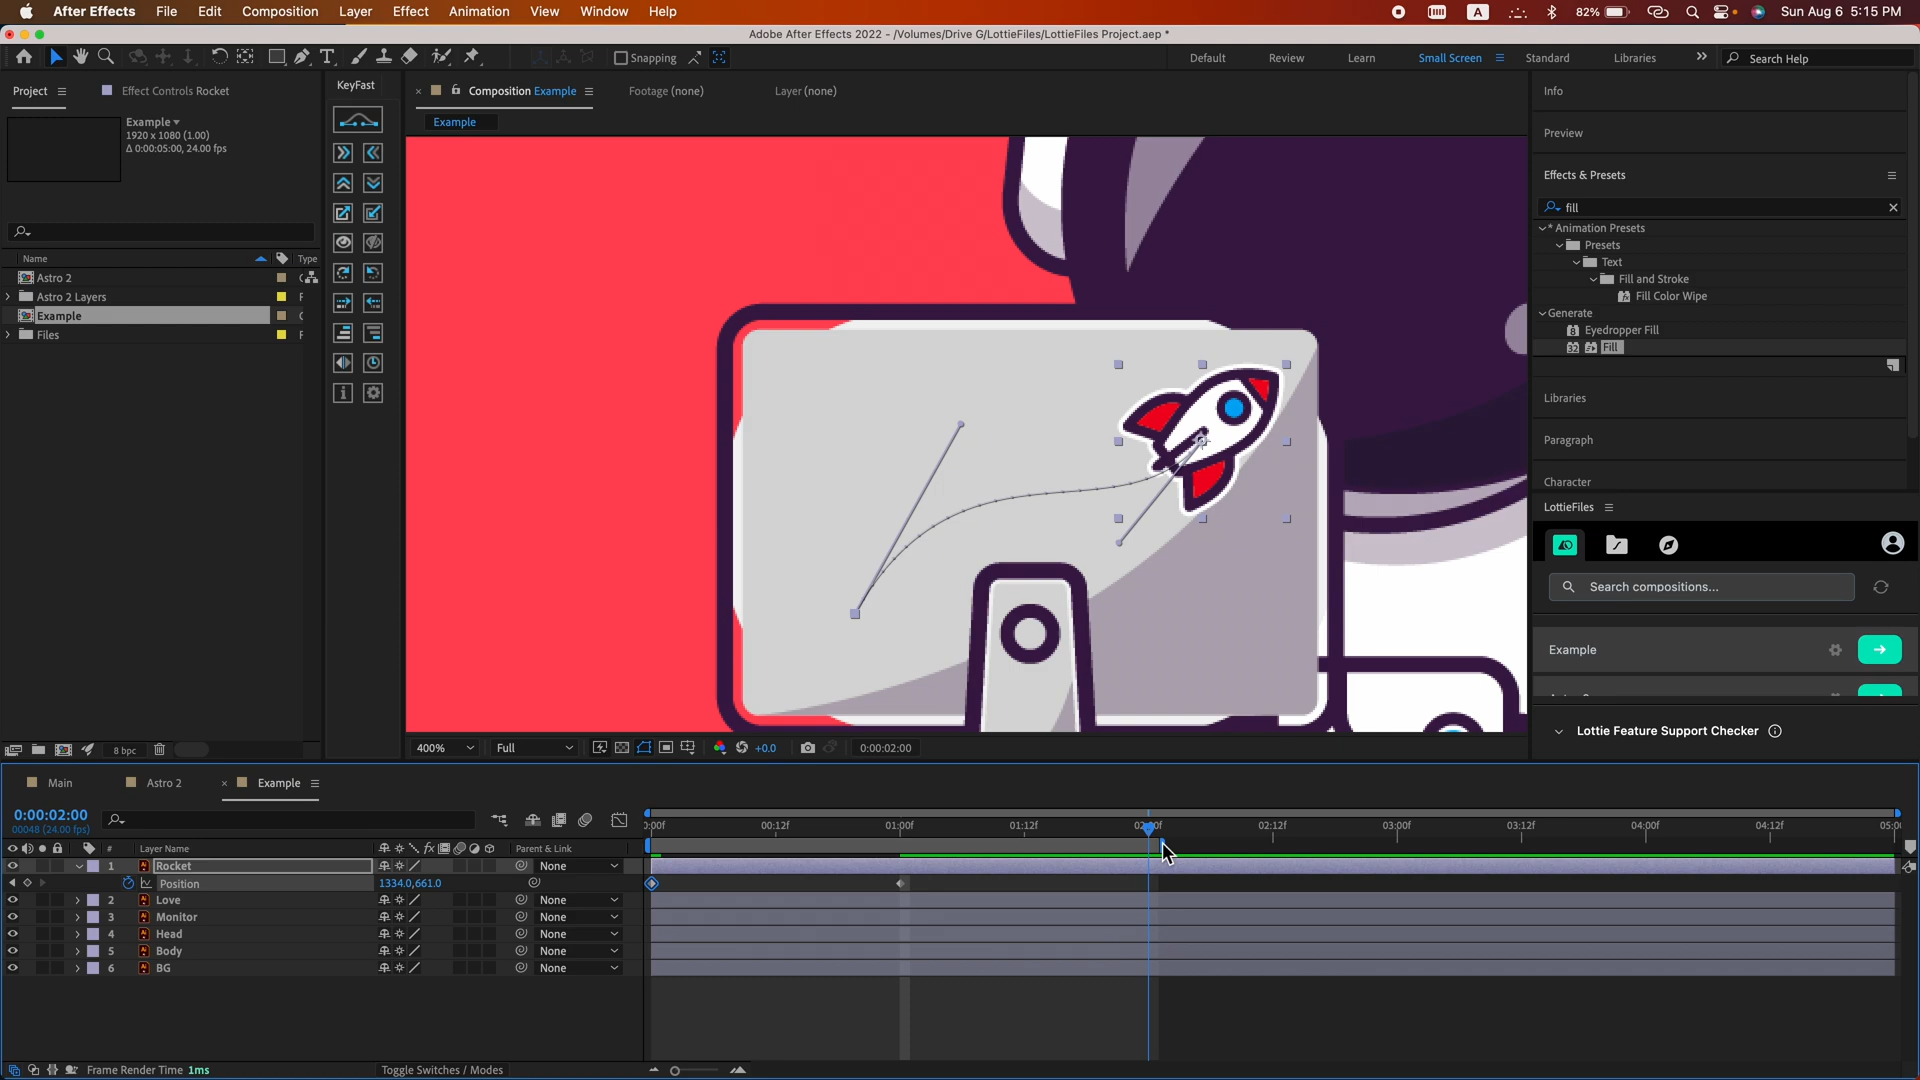 After Effects File Edit Composition Layer Effect Animation View Window Help A 82% Sun Aug 6 5:15 PM
Adobe After Effects 2022 - /Volumes/Drive G/LottieFiles/LottieFiles Project.aep *
Snapping Default Review Learn Small Screen Standard Libraries Search Help
Project Effect Controls Rocket KeyFast Composition Example Footage (none) Layer (none) Info
Example
1920 x 1080 (1.00)
Δ 0:00:05:00, 24.00 fps
Example
Preview
Effects & Presets
fill
* Animation Presets
Presets
Text
Fill and Stroke
Fill Color Wipe
Generate
Eyedropper Fill
Fill
Name Type
Astro 2
Astro 2 Layers F
Example
Files F
Libraries
Paragraph
Character
LottieFiles
Search compositions...
Example
Lottie Feature Support Checker
8 bpc 400% Full +0.0 0:00:02:00
Main Astro 2 Example
0:00:02:00
00048 (24.00 fps)
:00f 00:12f 01:00f 01:12f 02:00f 02:12f 03:00f 03:12f 04:00f 04:12f 05:0
# Layer Name fx Parent & Link
1 Rocket None
Position 1334.0,661.0
2 Love None
3 Monitor None
4 Head None
5 Body None
6 BG None
Frame Render Time 1ms Toggle Switches / Modes